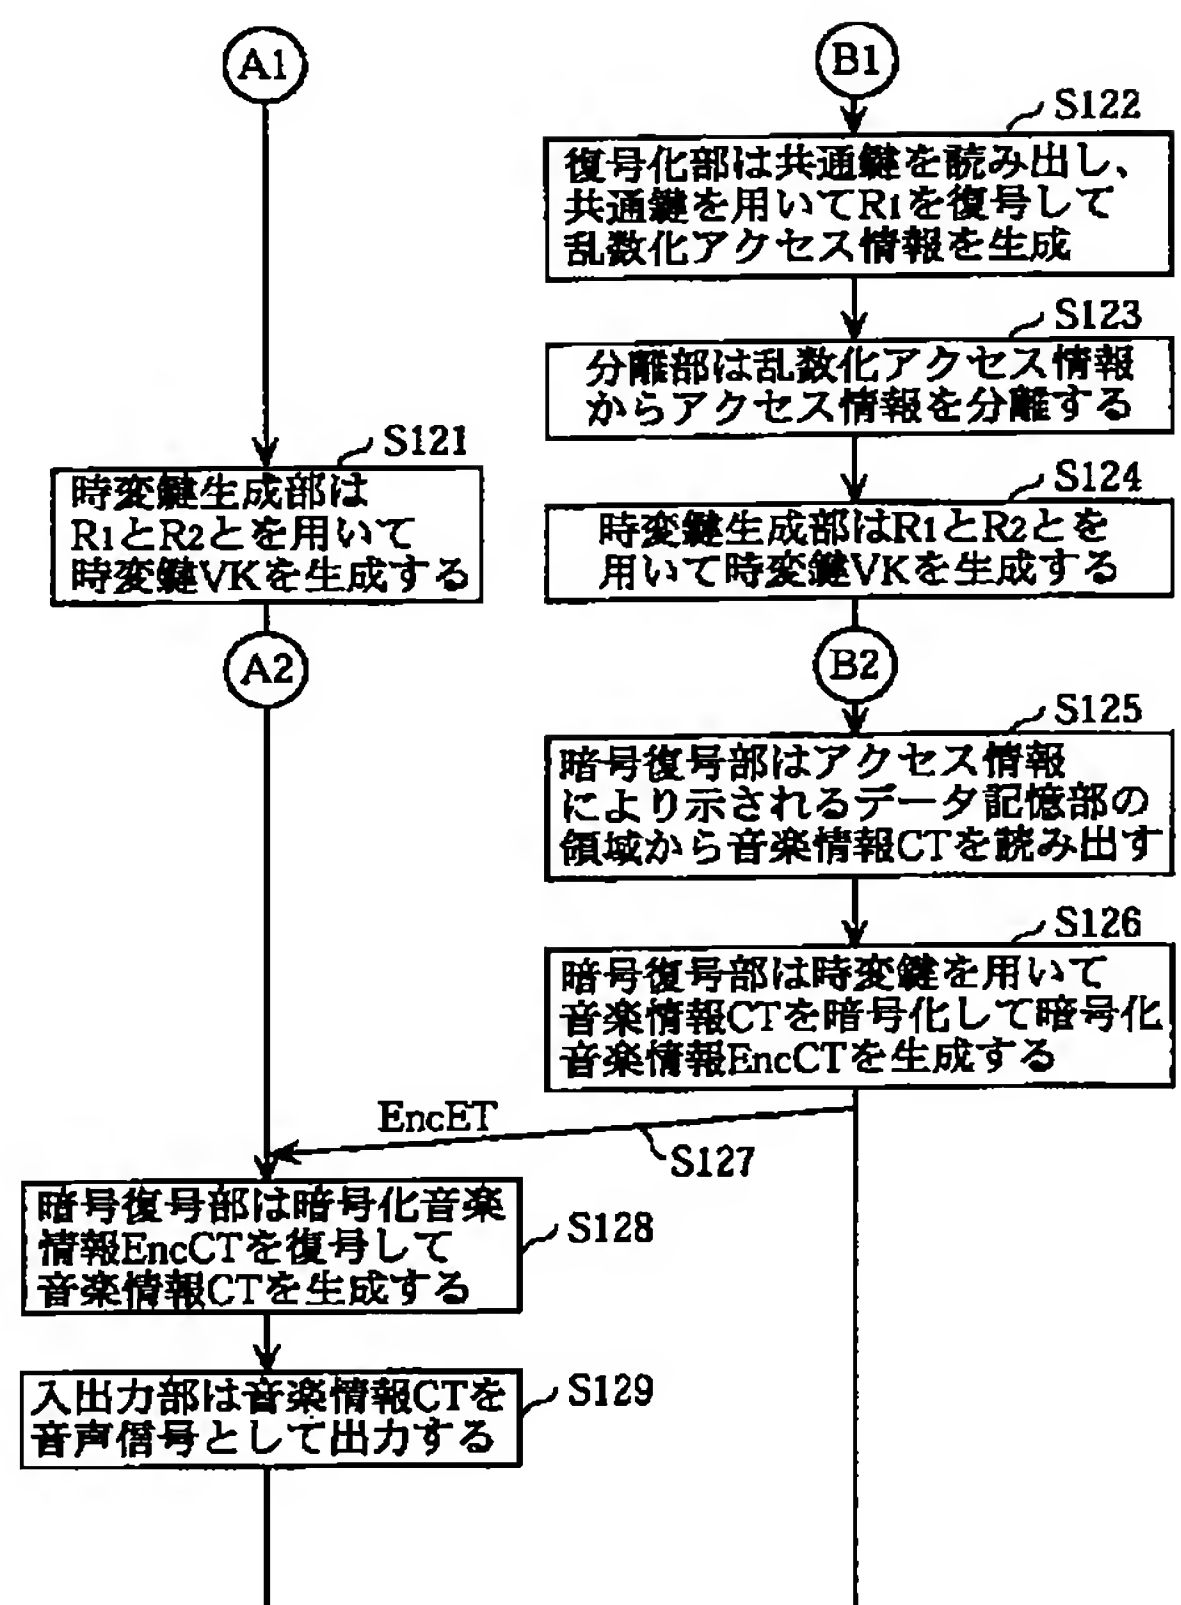 A1
B1
S122
復号化部は共通鍵を読み出し、
共通鍵を用いてR1を復号して
乱数化アクセス情報を生成
S123
分離部は乱数化アクセス情報
からアクセス情報を分離する
S121
時変鍵生成部は
R1とR2とを用いて
時変鍵VKを生成する
S124
時変鍵生成部はR1とR2とを
用いて時変鍵VKを生成する
A2
B2
S125
暗号復号部はアクセス情報
により示されるデータ記憶部の
領域から音楽情報CTを読み出す
S126
暗号復号部は時変鍵を用いて
音楽情報CTを暗号化して暗号化
音楽情報EncCTを生成する
EncET
S127
暗号復号部は暗号化音楽
情報EncCTを復号して
音楽情報CTを生成する
S128
入出力部は音楽情報CTを
音声信号として出力する
S129